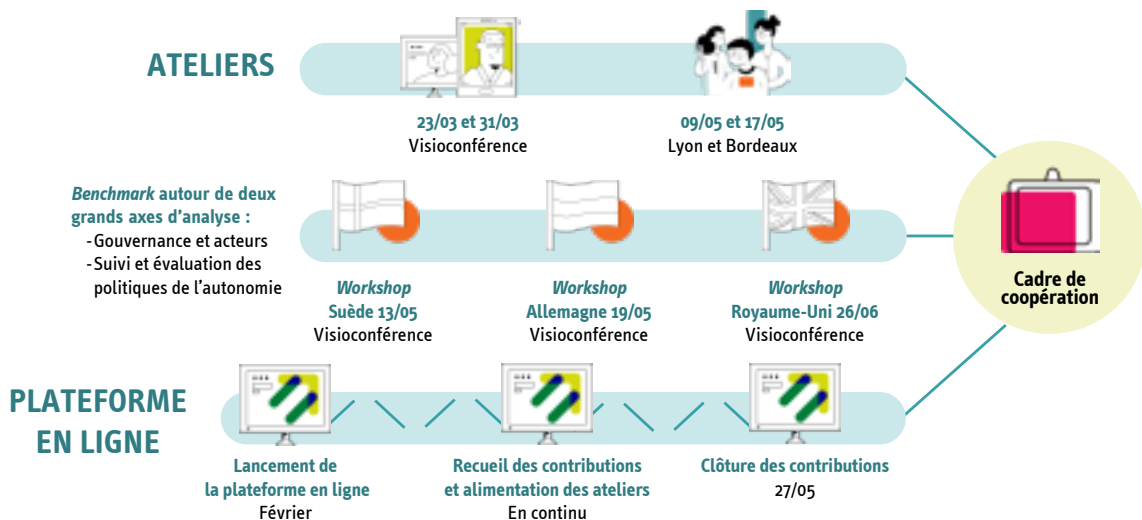 ATELIERS
23/03 et 31/03
Visioconférence
09/05 et 17/05
Lyon et Bordeaux
Benchmark autour de deux
grands axes d'analyse :
-Gouvernance et acteurs
-Suivi et évaluation des
politiques de l'autonomie
Workshop
Suède 13/05
Visioconférence
Workshop
Allemagne 19/05
Visioconférence
Workshop
Royaume-Uni 26/06
Visioconférence
Cadre de
coopération
PLATEFORME
EN LIGNE
Lancement de
la plateforme en ligne
Février
Recueil des contributions
et alimentation des ateliers
En continu
Clôture des contributions
27/05